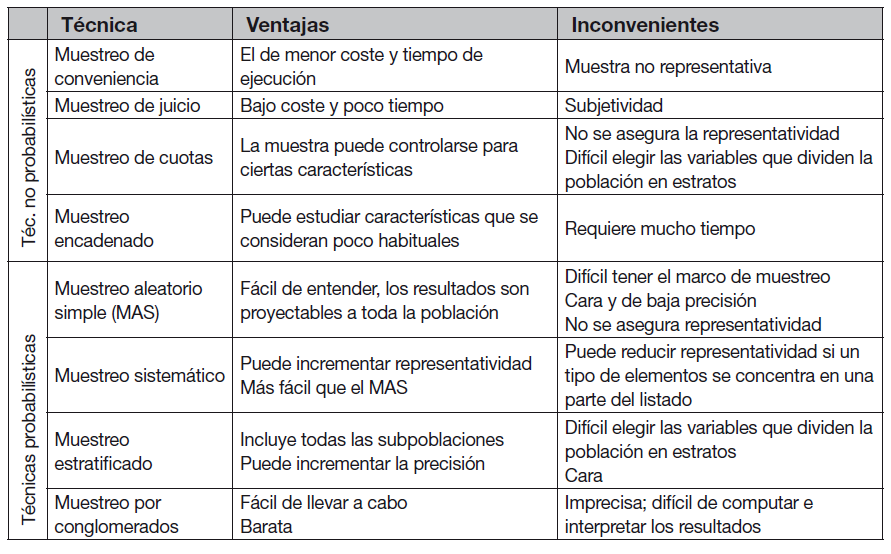 Técnica Ventajas Inconvenientes
Téc. no probabilísticas
Muestreo de
conveniencia
El de menor coste y tiempo de
ejecución
Muestra no representativa
Muestreo de juicio
Bajo coste y poco tiempo
Subjetividad
Muestreo de cuotas
La muestra puede controlarse para
ciertas características
No se asegura la representatividad
Difícil elegir las variables que dividen la
población en estratos
Muestreo
encadenado
Puede estudiar características que se
consideran poco habituales
Requiere mucho tiempo
Técnicas probabilísticas
Muestreo aleatorio
simple (MAS)
Fácil de entender, los resultados son
proyectables a toda la población
Difícil tener el marco de muestreo
Cara y de baja precisión
No se asegura representatividad
Muestreo sistemático
Puede incrementar representatividad
Más fácil que el MAS
Puede reducir representatividad si un
tipo de elementos se concentra en una
parte del listado
Muestreo
estratificado
Incluye todas las subpoblaciones
Puede incrementar la precisión
Difícil elegir las variables que dividen la
población en estratos
Cara
Muestreo por
conglomerados
Fácil de llevar a cabo
Barata
Imprecisa; difícil de computar e
interpretar los resultados